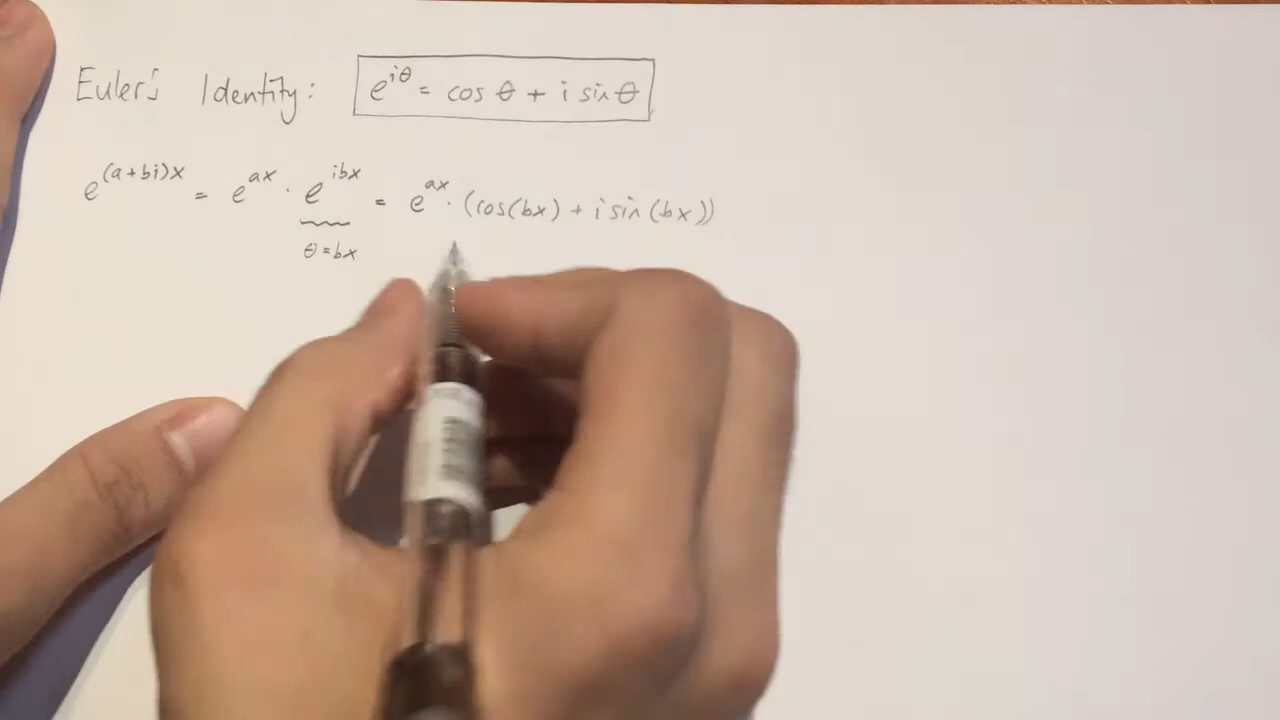 Euler's Identity: e^{iθ} = cos θ + i sin θ
e^{(a+bi)x} = e^{ax} · e^{ibx} = e^{ax} · (cos(bx) + i sin(bx))
θ = bx